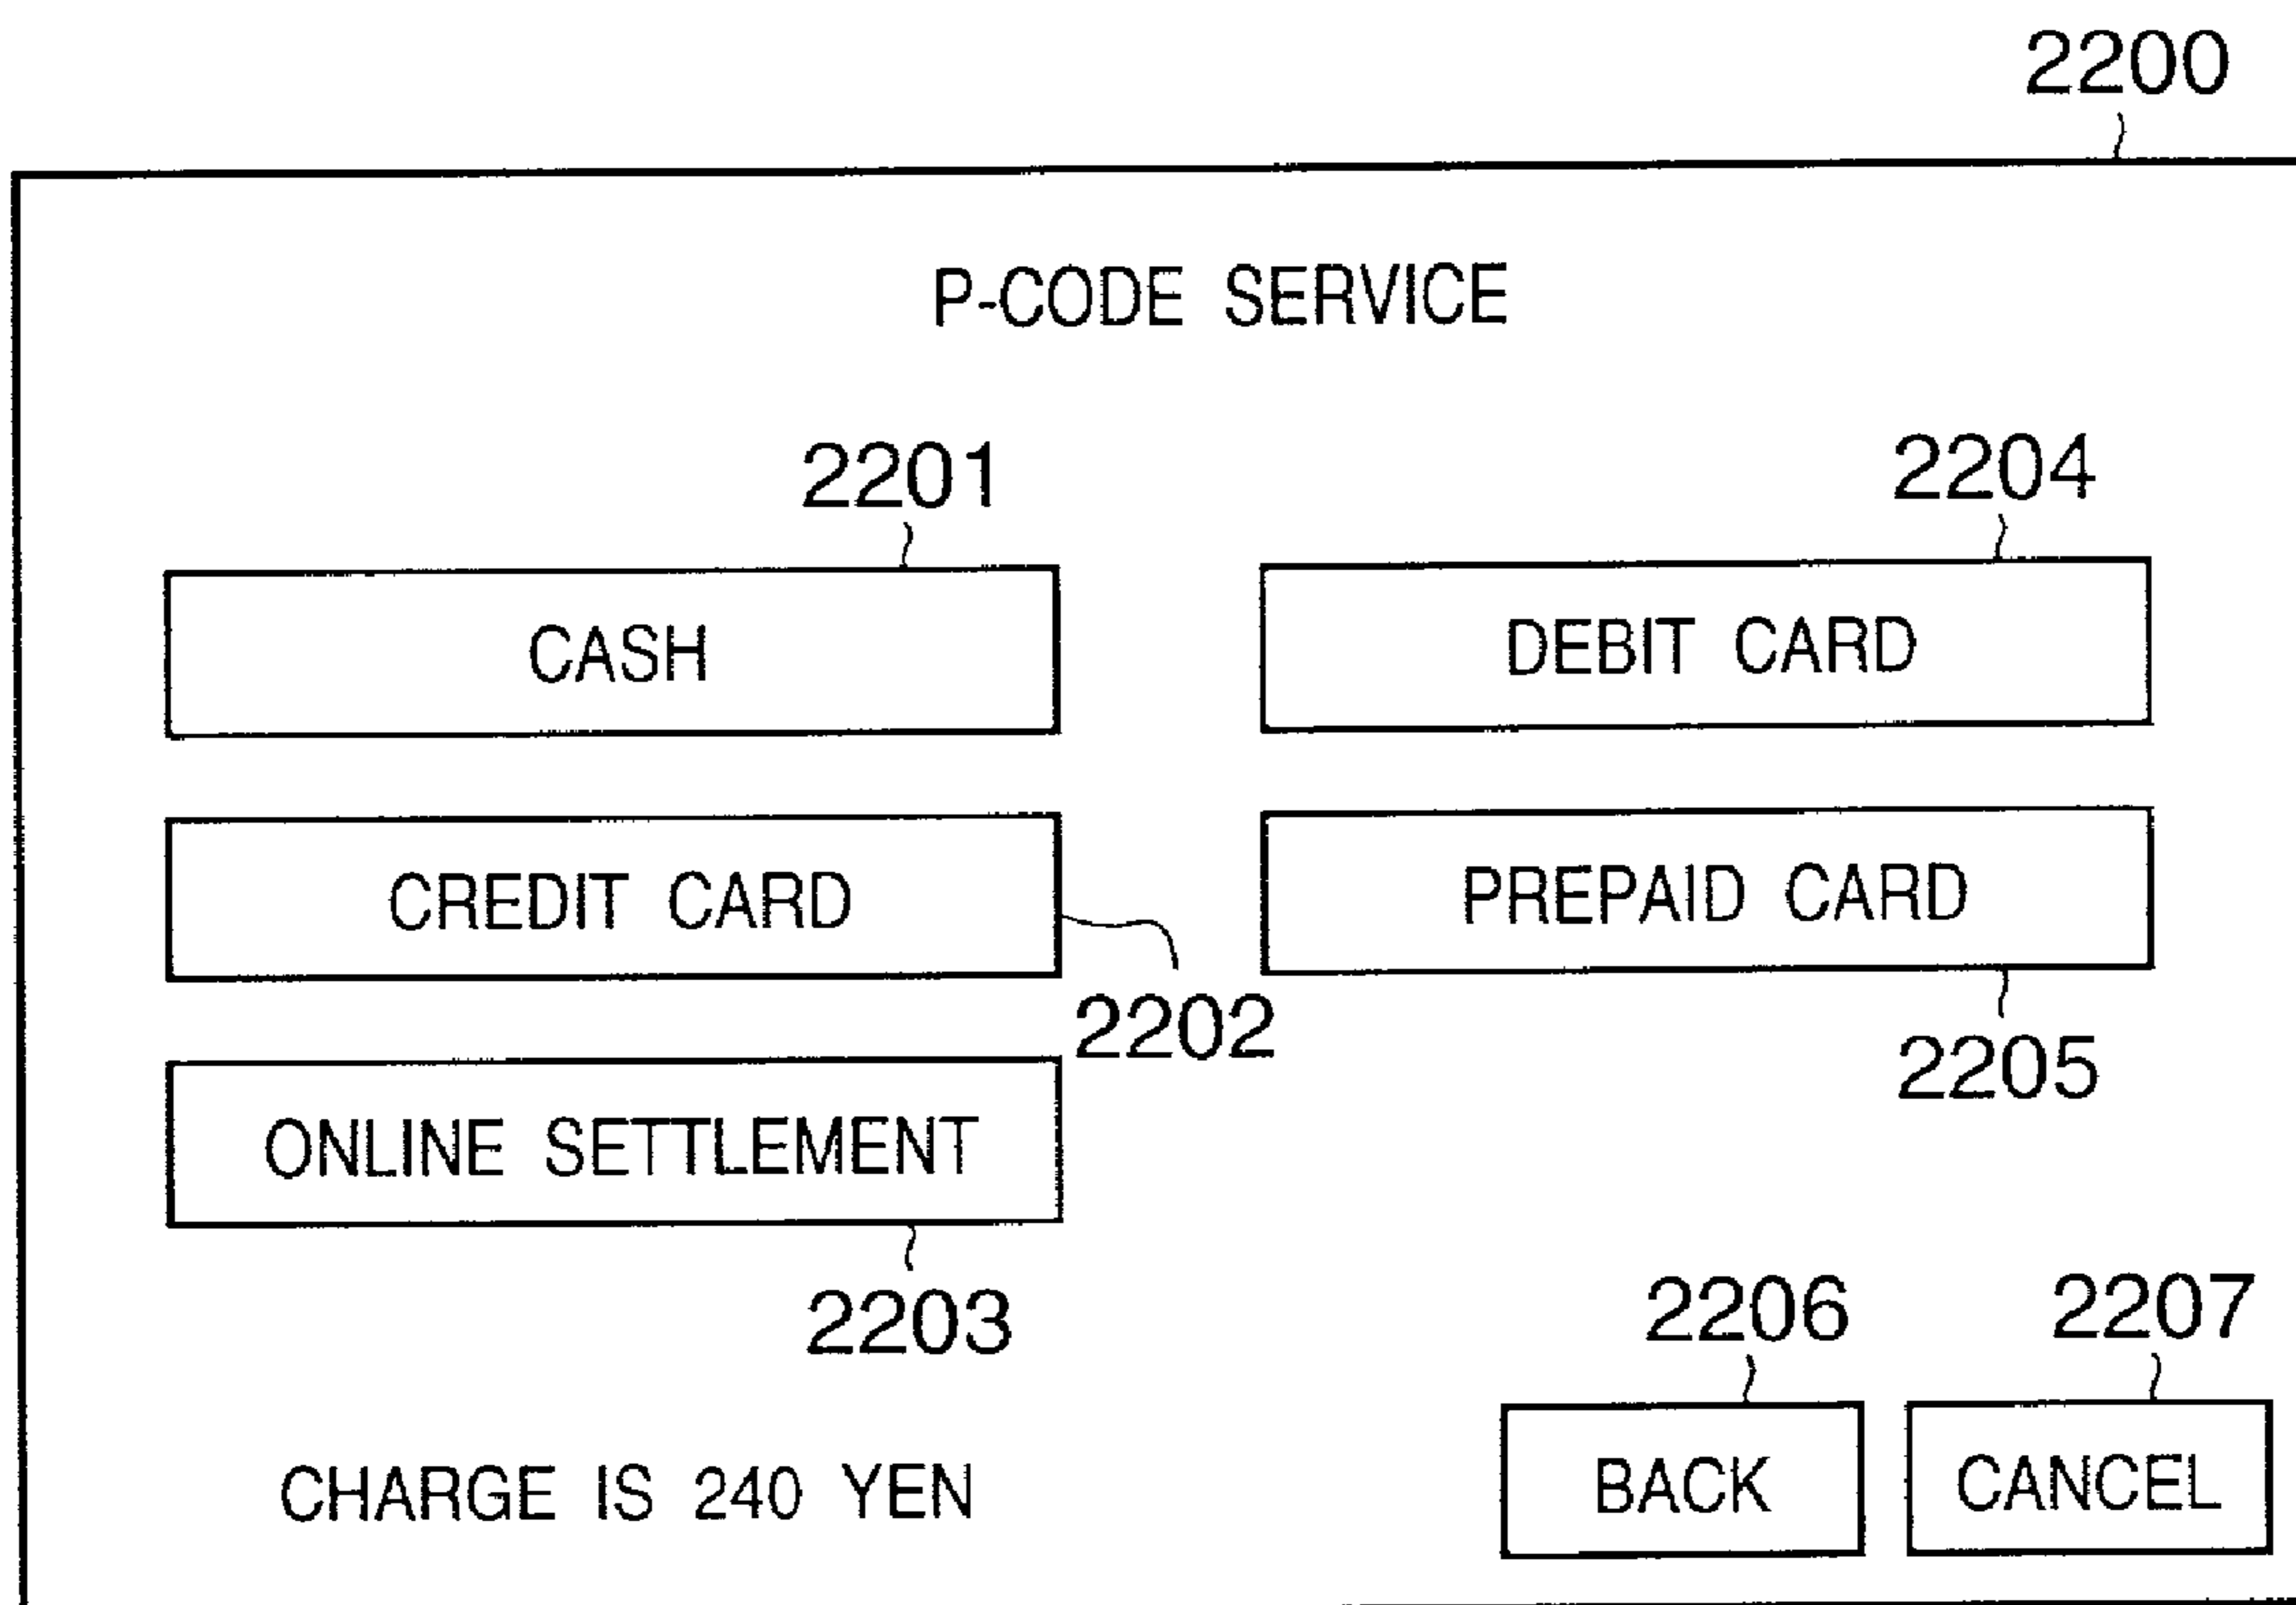 2200
P-CODE SERVICE
2201
2204
CASH
DEBIT CARD
CREDIT CARD
PREPAID CARD
2202
2205
ONLINE SETTLEMENT
2203
2206
2207
CHARGE IS 240 YEN
BACK
CANCEL